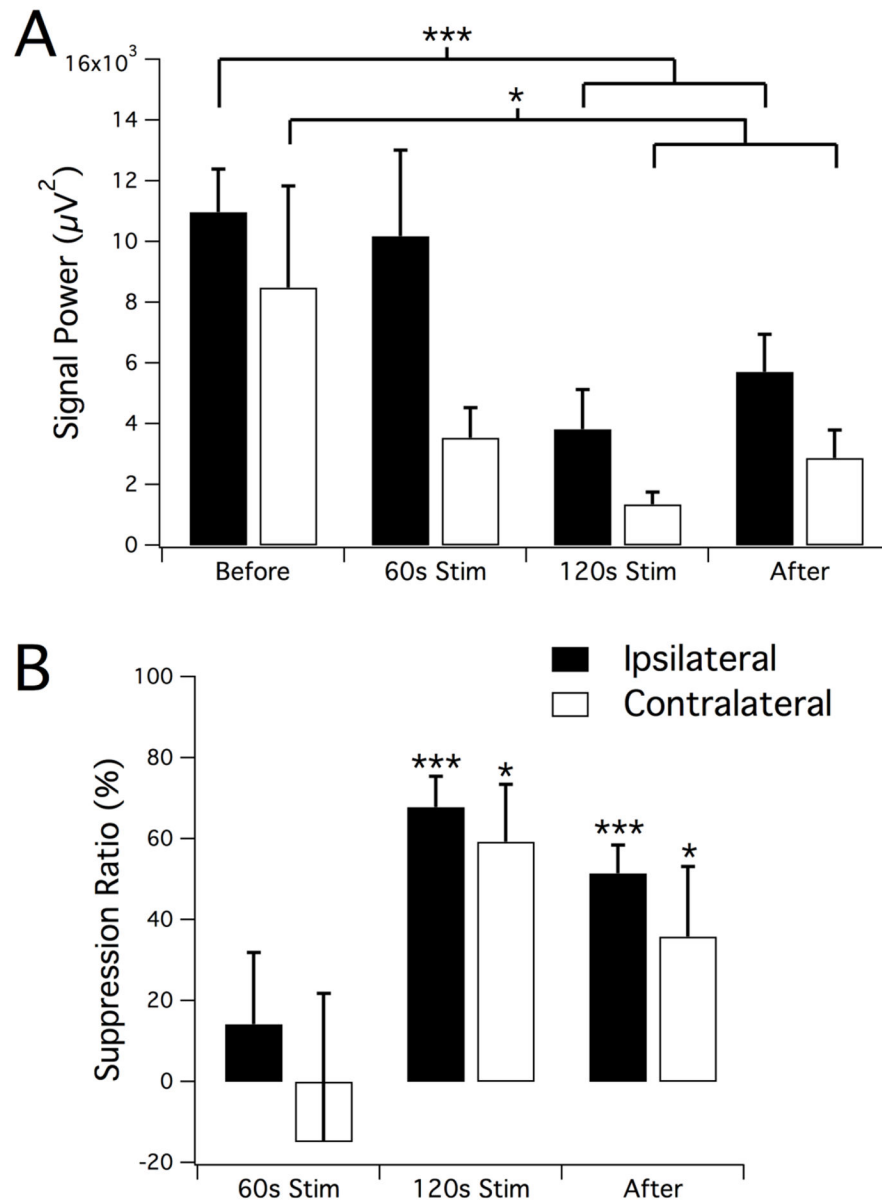 A
16x10³
14
12
10
8
6
4
2
0
Signal Power (µV²)
***
*
Before 60s Stim 120s Stim After
B
Ipsilateral
Contralateral
100
80
60
40
20
0
-20
Suppression Ratio (%)
*** * *** *
60s Stim 120s Stim After